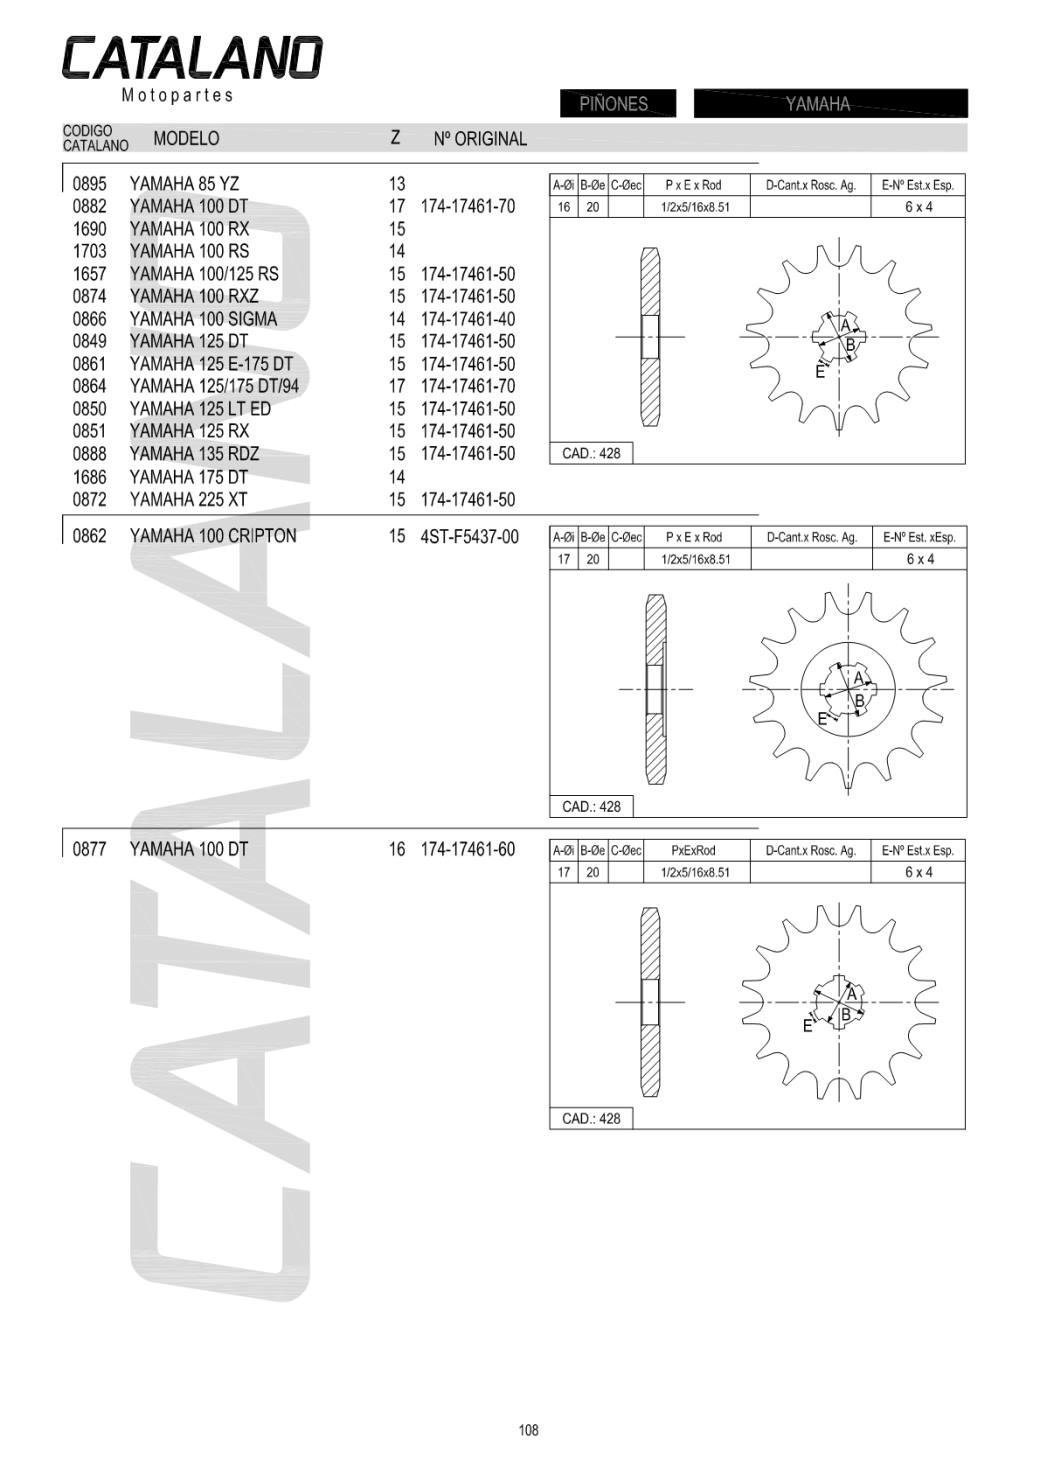 CATALANO
Motopartes
PIÑONES YAMAHA
CODIGO CATALANO MODELO Z Nº ORIGINAL
0895 YAMAHA 85 YZ 13
0882 YAMAHA 100 DT 17 174-17461-70
1690 YAMAHA 100 RX 15
1703 YAMAHA 100 RS 14
1657 YAMAHA 100/125 RS 15 174-17461-50
0874 YAMAHA 100 RXZ 15 174-17461-50
0866 YAMAHA 100 SIGMA 14 174-17461-40
0849 YAMAHA 125 DT 15 174-17461-50
0861 YAMAHA 125 E-175 DT 15 174-17461-50
0864 YAMAHA 125/175 DT/94 17 174-17461-70
0850 YAMAHA 125 LT ED 15 174-17461-50
0851 YAMAHA 125 RX 15 174-17461-50
0888 YAMAHA 135 RDZ 15 174-17461-50
1686 YAMAHA 175 DT 14
0872 YAMAHA 225 XT 15 174-17461-50
A-Øi B-Øe C-Øec P x E x Rod D-Cant.x Rosc. Ag. E-Nº Est.x Esp.
16 20 1/2x5/16x8.51 6 x 4
A
B
E
CAD.: 428
0862 YAMAHA 100 CRIPTON 15 4ST-F5437-00
A-Øi B-Øe C-Øec P x E x Rod D-Cant.x Rosc. Ag. E-Nº Est. xEsp.
17 20 1/2x5/16x8.51 6 x 4
A
B
E
CAD.: 428
0877 YAMAHA 100 DT 16 174-17461-60
A-Øi B-Øe C-Øec PxExRod D-Cant.x Rosc. Ag. E-Nº Est.x Esp.
17 20 1/2x5/16x8.51 6 x 4
A
B
E
CAD.: 428
CATALANO
108